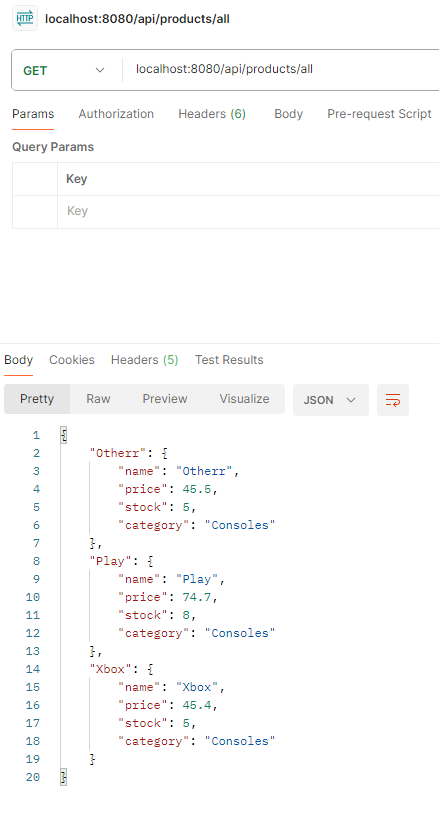 HTTP localhost:8080/api/products/all
GET localhost:8080/api/products/all
Params Authorization Headers (6) Body Pre-request Script
Query Params
Key
Key
Body Cookies Headers (5) Test Results
Pretty Raw Preview Visualize JSON
1 {
2 "Otherr": {
3 "name": "Otherr",
4 "price": 45.5,
5 "stock": 5,
6 "category": "Consoles"
7 },
8 "Play": {
9 "name": "Play",
10 "price": 74.7,
11 "stock": 8,
12 "category": "Consoles"
13 },
14 "Xbox": {
15 "name": "Xbox",
16 "price": 45.4,
17 "stock": 5,
18 "category": "Consoles"
19 }
20 }